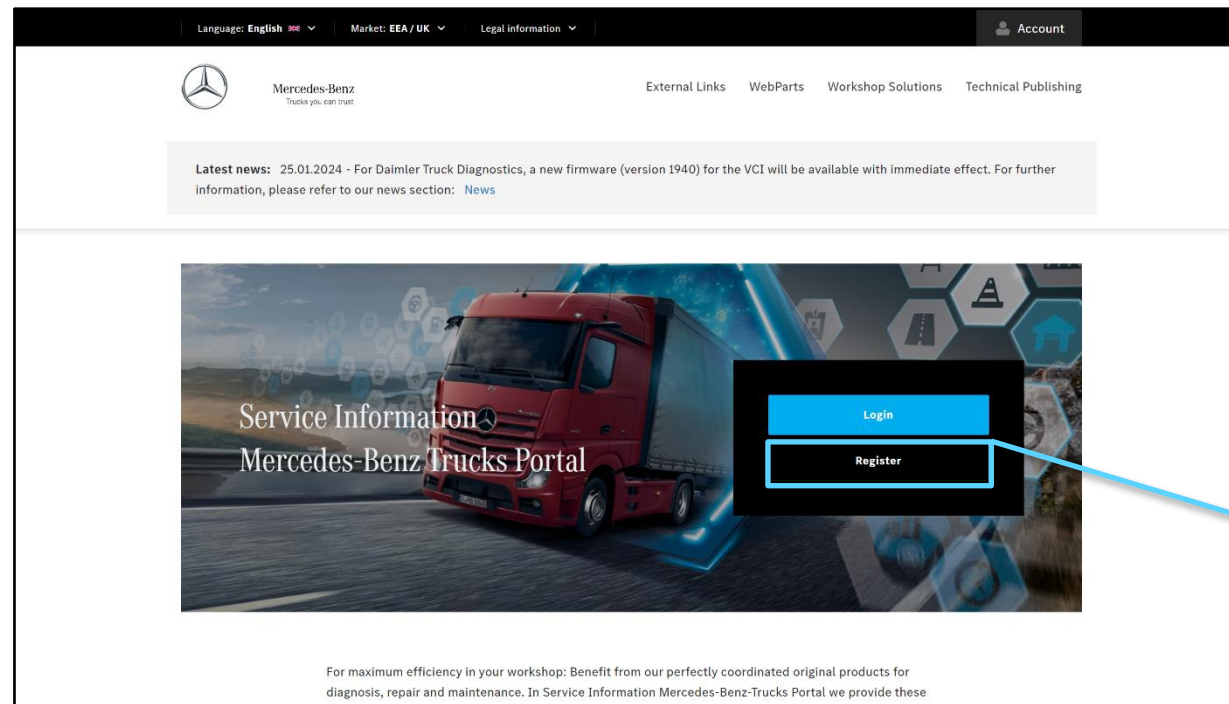 Language: English
Market: EEA / UK
Legal information
Account
Mercedes-Benz
Trucks you can trust
External Links
WebParts
Workshop Solutions
Technical Publishing
Latest news: 25.01.2024 - For Daimler Truck Diagnostics, a new firmware (version 1940) for the VCI will be available with immediate effect. For further
information, please refer to our news section: News
Service Information
Mercedes-Benz Trucks Portal
Login
Register
For maximum efficiency in your workshop: Benefit from our perfectly coordinated original products for
diagnosis, repair and maintenance. In Service Information Mercedes-Benz-Trucks Portal we provide these